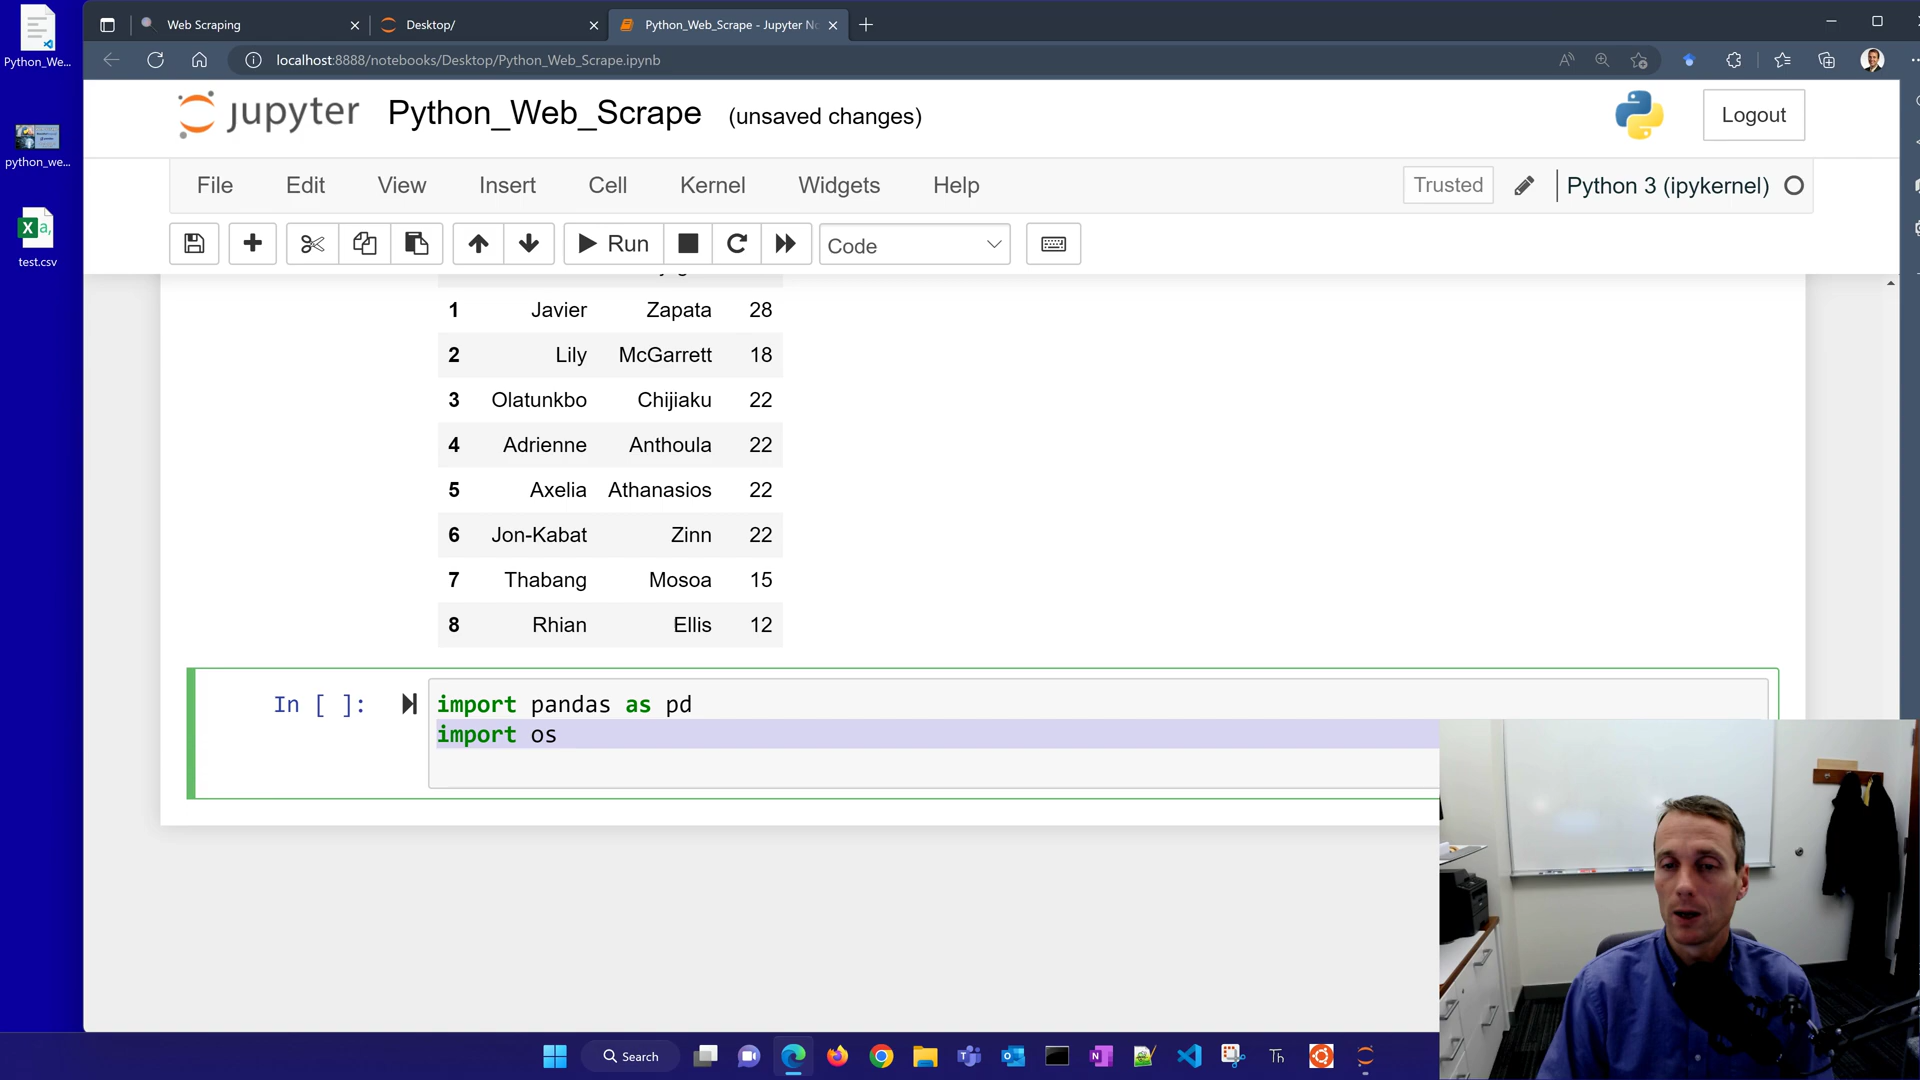 Python_We...
python_we...
test.csv
Web Scraping
Desktop/
Python_Web_Scrape - Jupyter No
localhost:8888/notebooks/Desktop/Python_Web_Scrape.ipynb
jupyter Python_Web_Scrape (unsaved changes)
Logout
File Edit View Insert Cell Kernel Widgets Help
Trusted
Python 3 (ipykernel)
Run
Code
1 Javier Zapata 28
2 Lily McGarrett 18
3 Olatunkbo Chijiaku 22
4 Adrienne Anthoula 22
5 Axelia Athanasios 22
6 Jon-Kabat Zinn 22
7 Thabang Mosoa 15
8 Rhian Ellis 12
In [ ]: import pandas as pd
import os
Search
Th